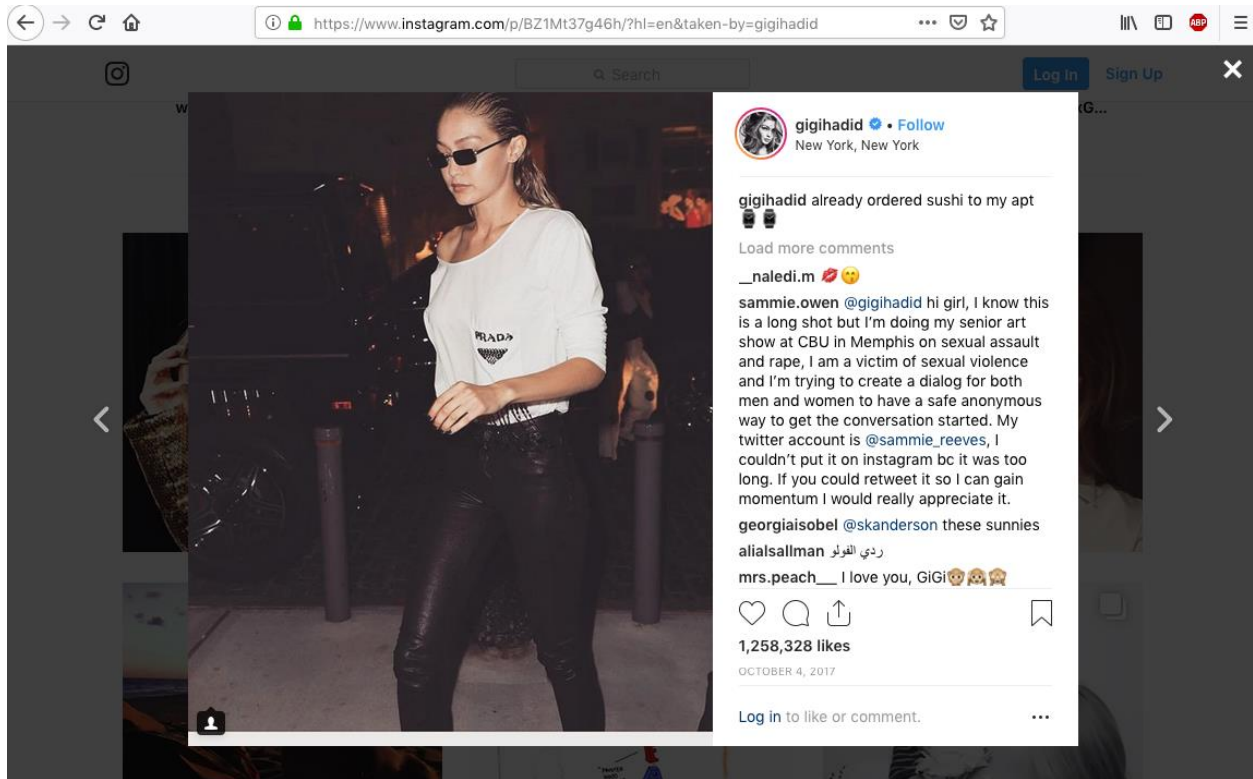 https://www.instagram.com/p/BZ1Mt37g46h/?hl=en&taken-by=gigihadid
ABP
Search
Log In
Sign Up
w
xG...
gigihadid • Follow
New York, New York
gigihadid already ordered sushi to my apt
Load more comments
__naledi.m
sammie.owen @gigihadid hi girl, I know this
is a long shot but I'm doing my senior art
show at CBU in Memphis on sexual assault
and rape, I am a victim of sexual violence
and I'm trying to create a dialog for both
men and women to have a safe anonymous
way to get the conversation started. My
twitter account is @sammie_reeves, I
couldn't put it on instagram bc it was too
long. If you could retweet it so I can gain
momentum I would really appreciate it.
georgiaisobel @skanderson these sunnies
alialsallman ردي الفولو
mrs.peach___ I love you, GiGi
1,258,328 likes
OCTOBER 4, 2017
Log in to like or comment.
PRADA